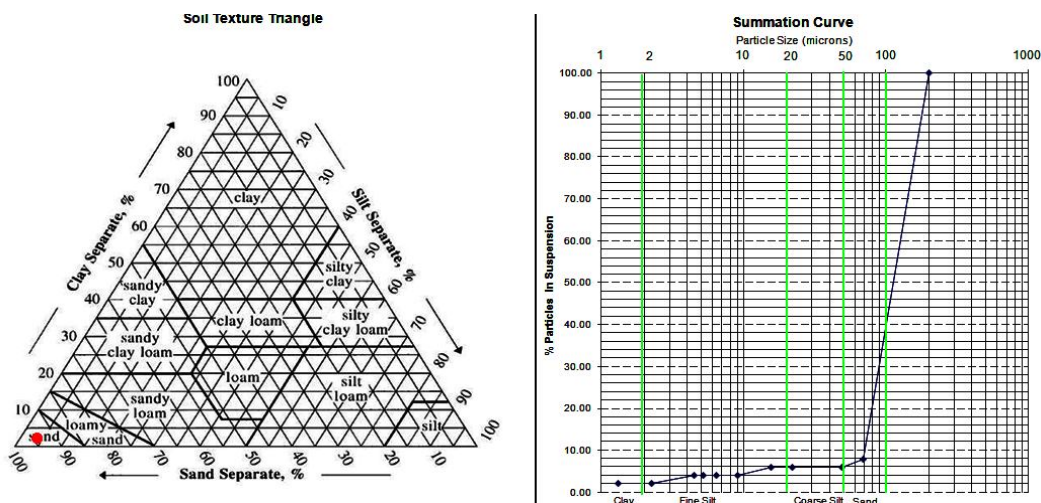 Soil Texture Triangle
100
90
80
70
60
50
40
30
20
10
Clay Separate, %
10
20
30
40
50
60
70
80
90
100
Silt Separate, %
clay
silty
clay
sandy
clay
clay loam
silty
clay loam
sandy
clay loam
loam
silt
loam
sandy
loam
silt
loamy
sand
100
90
80
70
60
50
40
30
20
10
Sand Separate, %
Summation Curve
Particle Size (microns)
1
2
10
20
50
100
1000
% Particles In Suspension
100.00
90.00
80.00
70.00
60.00
50.00
40.00
30.00
20.00
10.00
0.00
Clay
Fine Silt
Coarse Silt
Sand